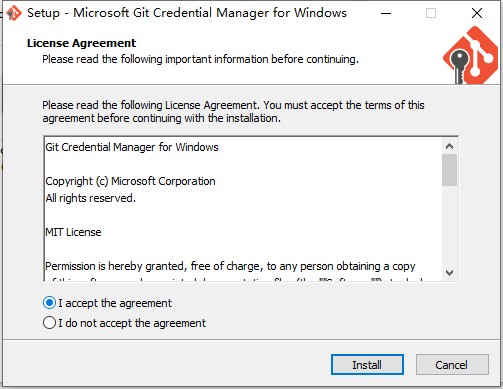 Setup - Microsoft Git Credential Manager for Windows
License Agreement
Please read the following important information before continuing.
Please read the following License Agreement. You must accept the terms of this
agreement before continuing with the installation.
Git Credential Manager for Windows
Copyright (c) Microsoft Corporation
All rights reserved.
MIT License
Permission is hereby granted, free of charge, to any person obtaining a copy
I accept the agreement
I do not accept the agreement
Install
Cancel